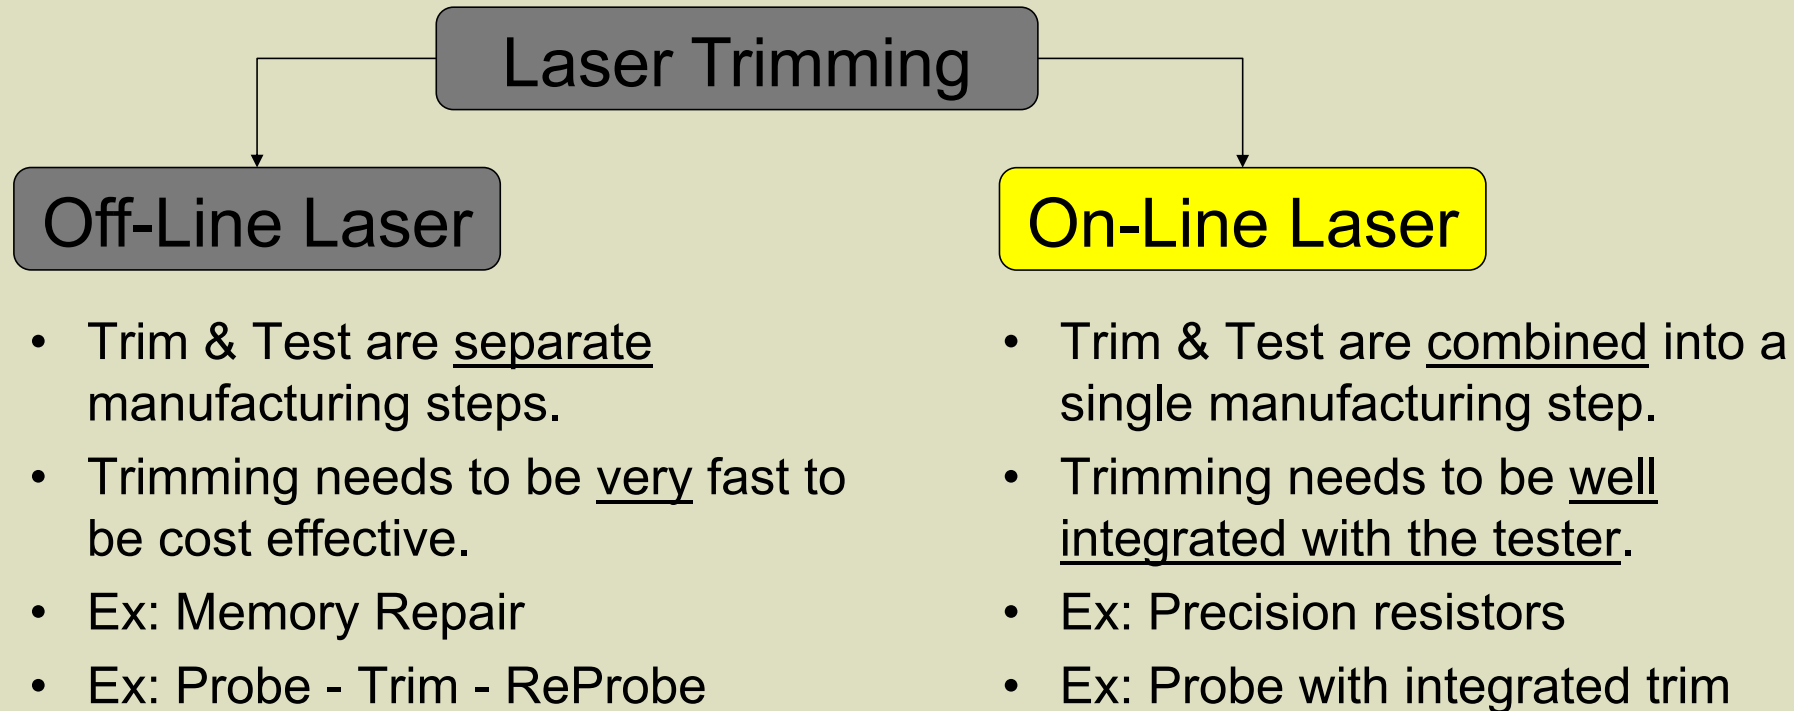 Laser Trimming
Off-Line Laser
• Trim & Test are separate
manufacturing steps.
• Trimming needs to be very fast to
be cost effective.
• Ex: Memory Repair
• Ex: Probe - Trim - ReProbe
On-Line Laser
• Trim & Test are combined into a
single manufacturing step.
• Trimming needs to be well
integrated with the tester.
• Ex: Precision resistors
• Ex: Probe with integrated trim